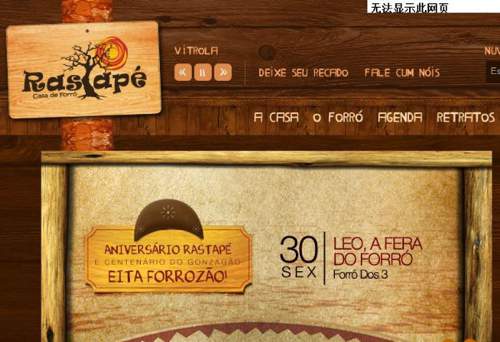 无法显示此网页
Rastapé
Casa de Forró
VITROLA
DEIXE SEU RECADO
FALE CUM NÓIS
NU
A CASA
O FORRÓ
AGENDA
RETRATOS
ANIVERSÁRIO RASTAPÉ
E CENTENÁRIO DO GONZAGÃO
EITA FORROZÃO!
30
SEX
LEO, A FERA
DO FORRÓ
Forró Dos 3